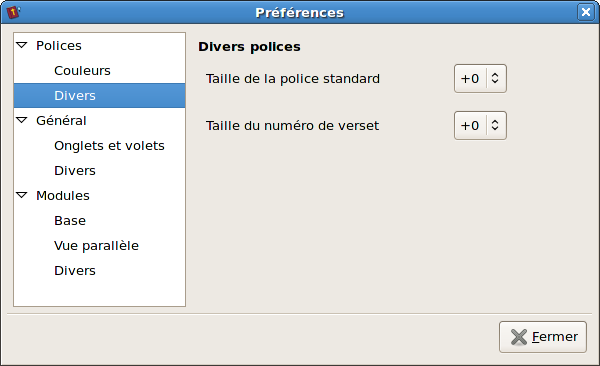 Préférences
Polices
Couleurs
Divers
Général
Onglets et volets
Divers
Modules
Base
Vue parallèle
Divers
Divers polices
Taille de la police standard +0
Taille du numéro de verset +0
Fermer